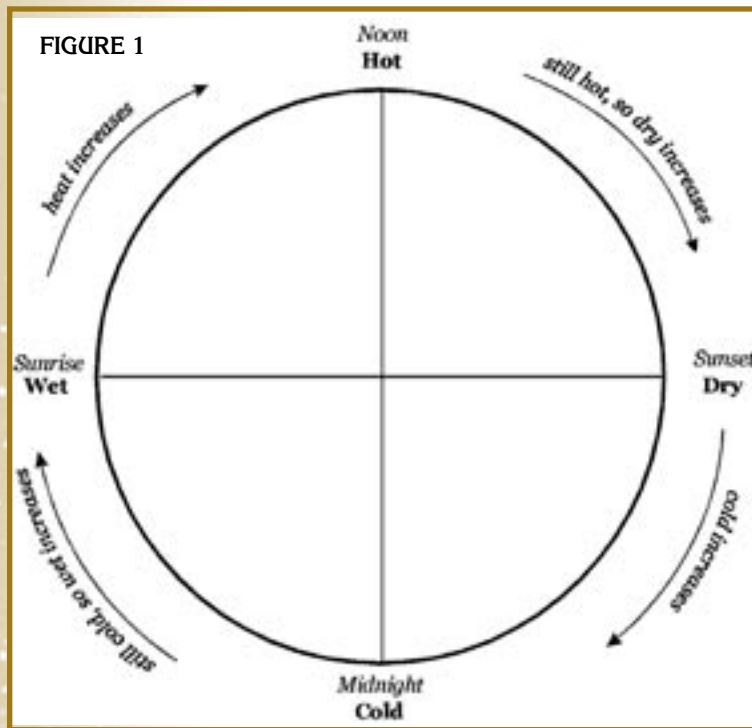 FIGURE 1
Noon
Hot
still hot, so dry increases
heat increases
Sunrise
Wet
Sunset
Dry
still cold, so wet increases
cold increases
Midnight
Cold